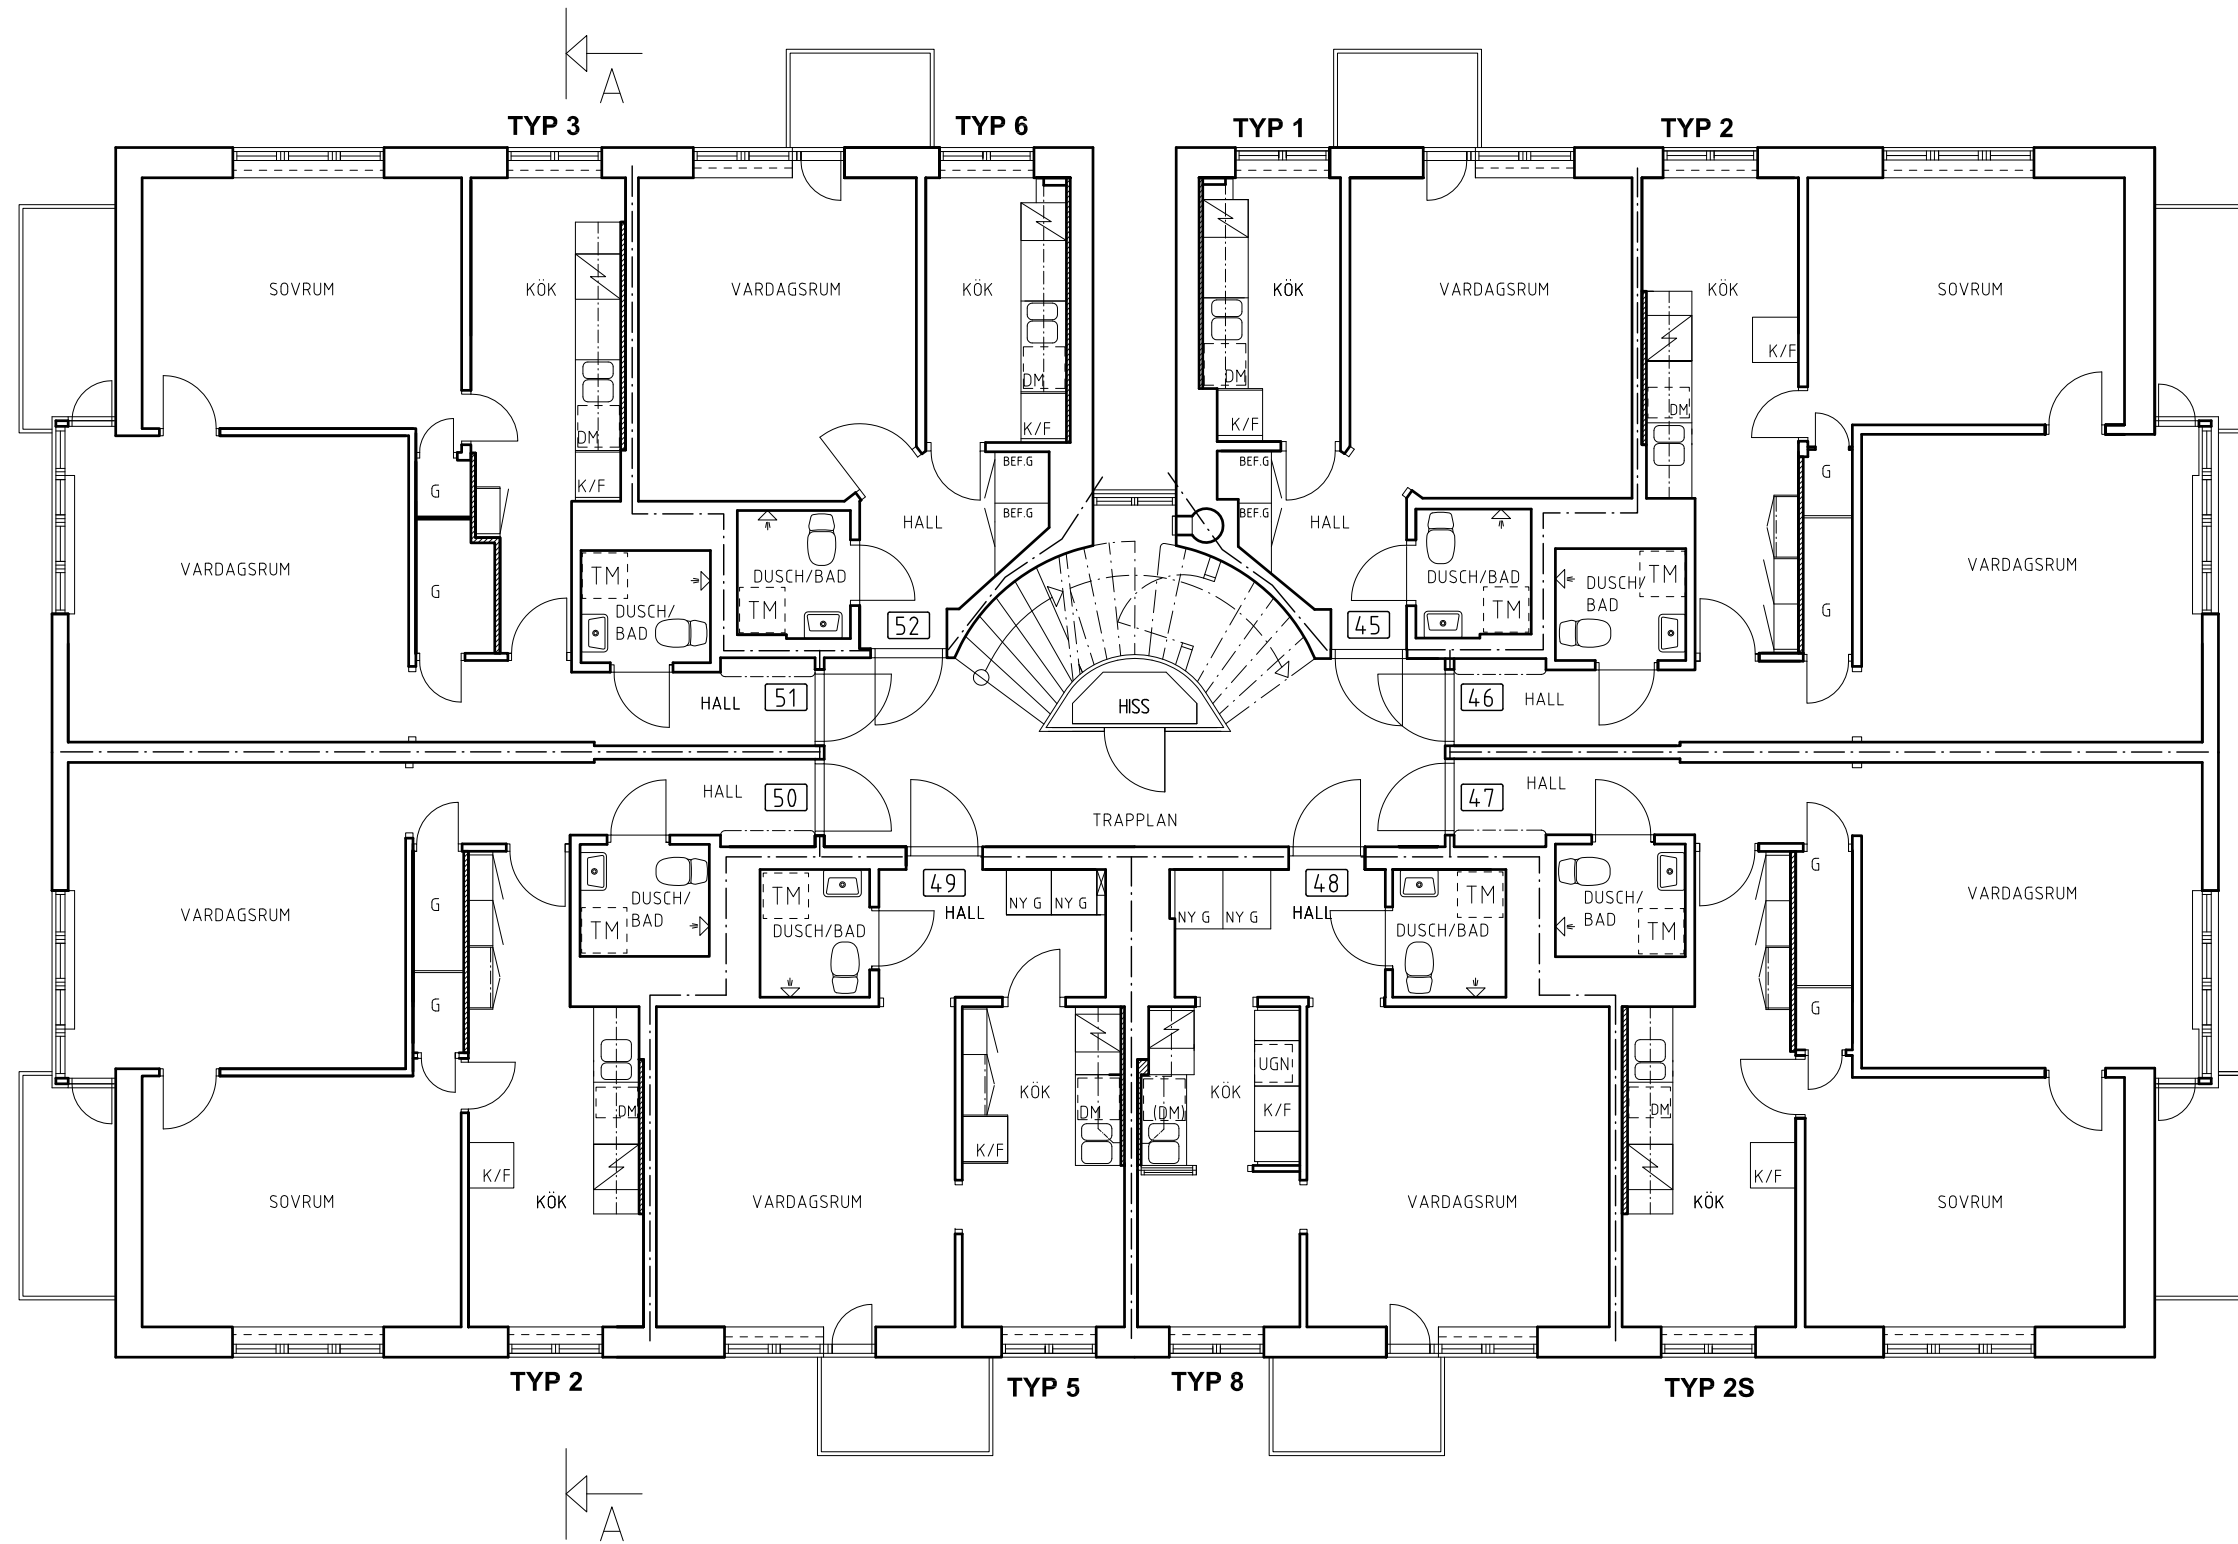 A
TYP 3
TYP 6
TYP 1
TYP 2
SOVRUM
KÖK
VARDAGSRUM
KÖK
KÖK
VARDAGSRUM
KÖK
SOVRUM
K/F
DM
DM
DM
DM
K/F
K/F
K/F
BEF.G
BEF.G
BEF.G
BEF.G
G
G
HALL
HALL
VARDAGSRUM
TM
DUSCH/BAD
DUSCH/BAD
TM
VARDAGSRUM
G
DUSCH/
BAD
TM
TM
DUSCH/
BAD
G
52
45
51
HALL
HISS
46
HALL
50
HALL
47
HALL
TRAPPLAN
VARDAGSRUM
G
G
TM
DUSCH/
BAD
TM
DUSCH/BAD
49
HALL
NY G
NY G
NY G
NY G
48
HALL
TM
DUSCH/BAD
DUSCH/
BAD
TM
G
G
VARDAGSRUM
DM
K/F
KÖK
SOVRUM
VARDAGSRUM
KÖK
K/F
DM
(DM)
KÖK
UGN
K/F
VARDAGSRUM
DM
K/F
KÖK
SOVRUM
TYP 2
TYP 5
TYP 8
TYP 2S
A